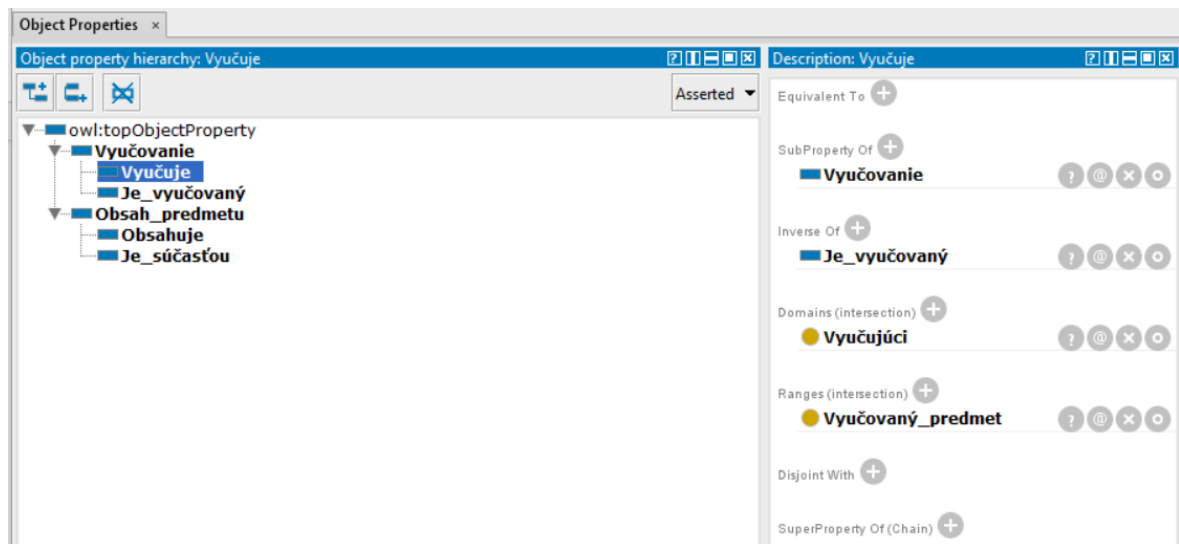 Object Properties ×
Object property hierarchy: Vyučuje
Asserted
owl:topObjectProperty
Vyučovanie
Vyučuje
Je_vyučovaný
Obsah_predmetu
Obsahuje
Je_súčasťou
Description: Vyučuje
Equivalent To
SubProperty Of
Vyučovanie
Inverse Of
Je_vyučovaný
Domains (intersection)
Vyučujúci
Ranges (intersection)
Vyučovaný_predmet
Disjoint With
SuperProperty Of (Chain)